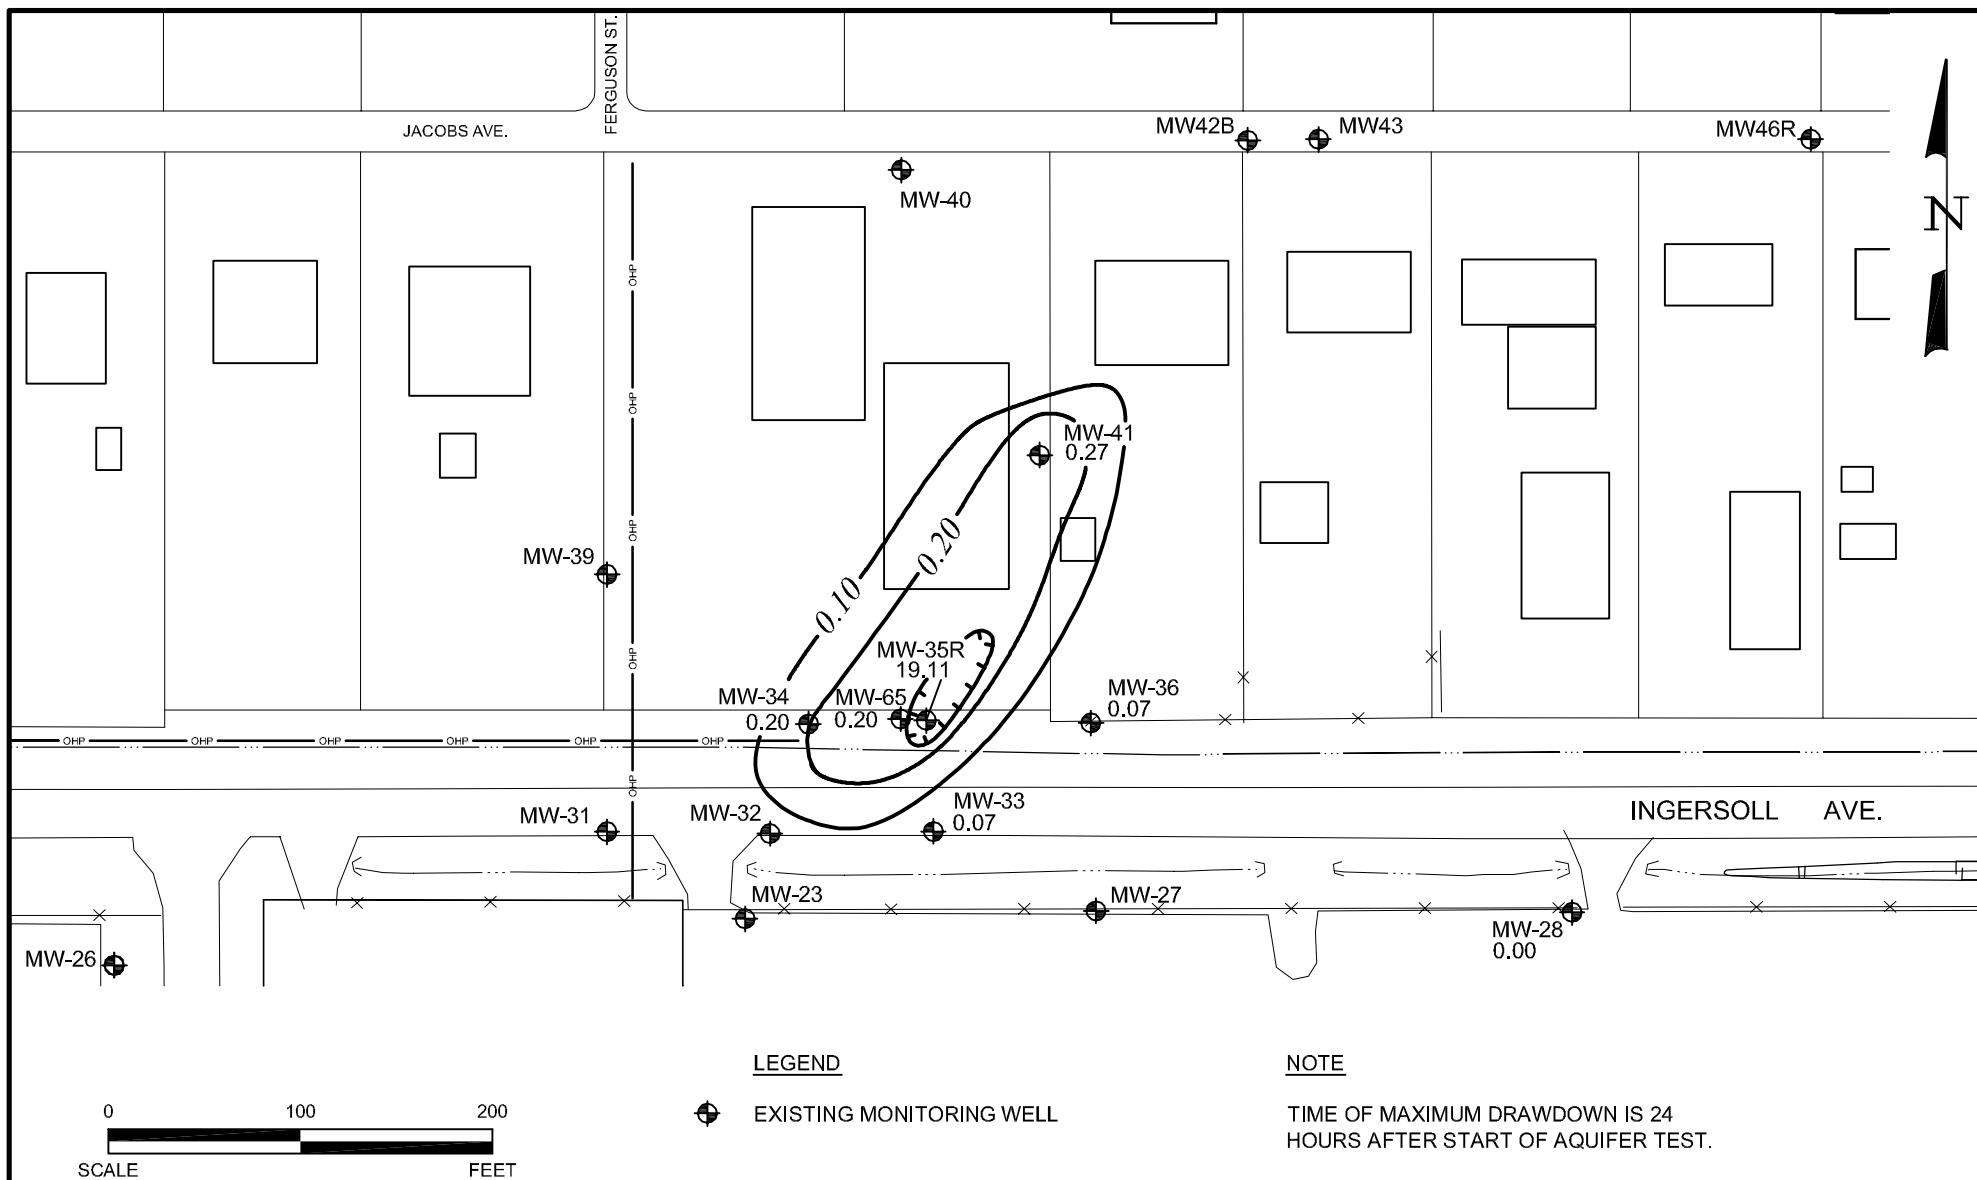 FERGUSON ST.
JACOBS AVE.
MW42B
MW43
MW46R
MW-40
N
OHP
OHP
MW-41
0.27
OHP
0.20
MW-39
0.10
OHP
MW-35R
19.11
MW-34
0.20
MW-65
0.20
MW-36
0.07
OHP
OHP
OHP
OHP
OHP
OHP
OHP
MW-31
MW-32
MW-33
0.07
INGERSOLL AVE.
MW-23
MW-27
MW-28
0.00
MW-26
LEGEND
EXISTING MONITORING WELL
NOTE
TIME OF MAXIMUM DRAWDOWN IS 24
HOURS AFTER START OF AQUIFER TEST.
0 100 200
SCALE FEET